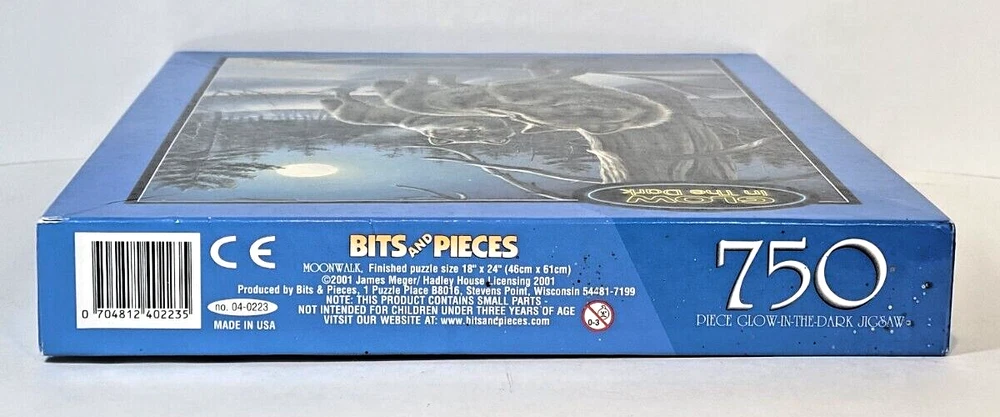 GLOW
in the Dark
0 704812 402235
CE
no. 04-0223
MADE IN USA
BITS AND PIECES
MOONWALK, Finished puzzle size 18" x 24" (46cm x 61cm)
©2001 James Meger/ Hadley House Licensing 2001
Produced by Bits & Pieces, 1 Puzzle Place B8016, Stevens Point, Wisconsin 54481-7199
NOTE: THIS PRODUCT CONTAINS SMALL PARTS -
NOT INTENDED FOR CHILDREN UNDER THREE YEARS OF AGE
VITSIT OUR WEBSITE AT: www.bitsandpieces.com
0-3
750
PIECE GLOW-IN-THE-DARK JIGSAW